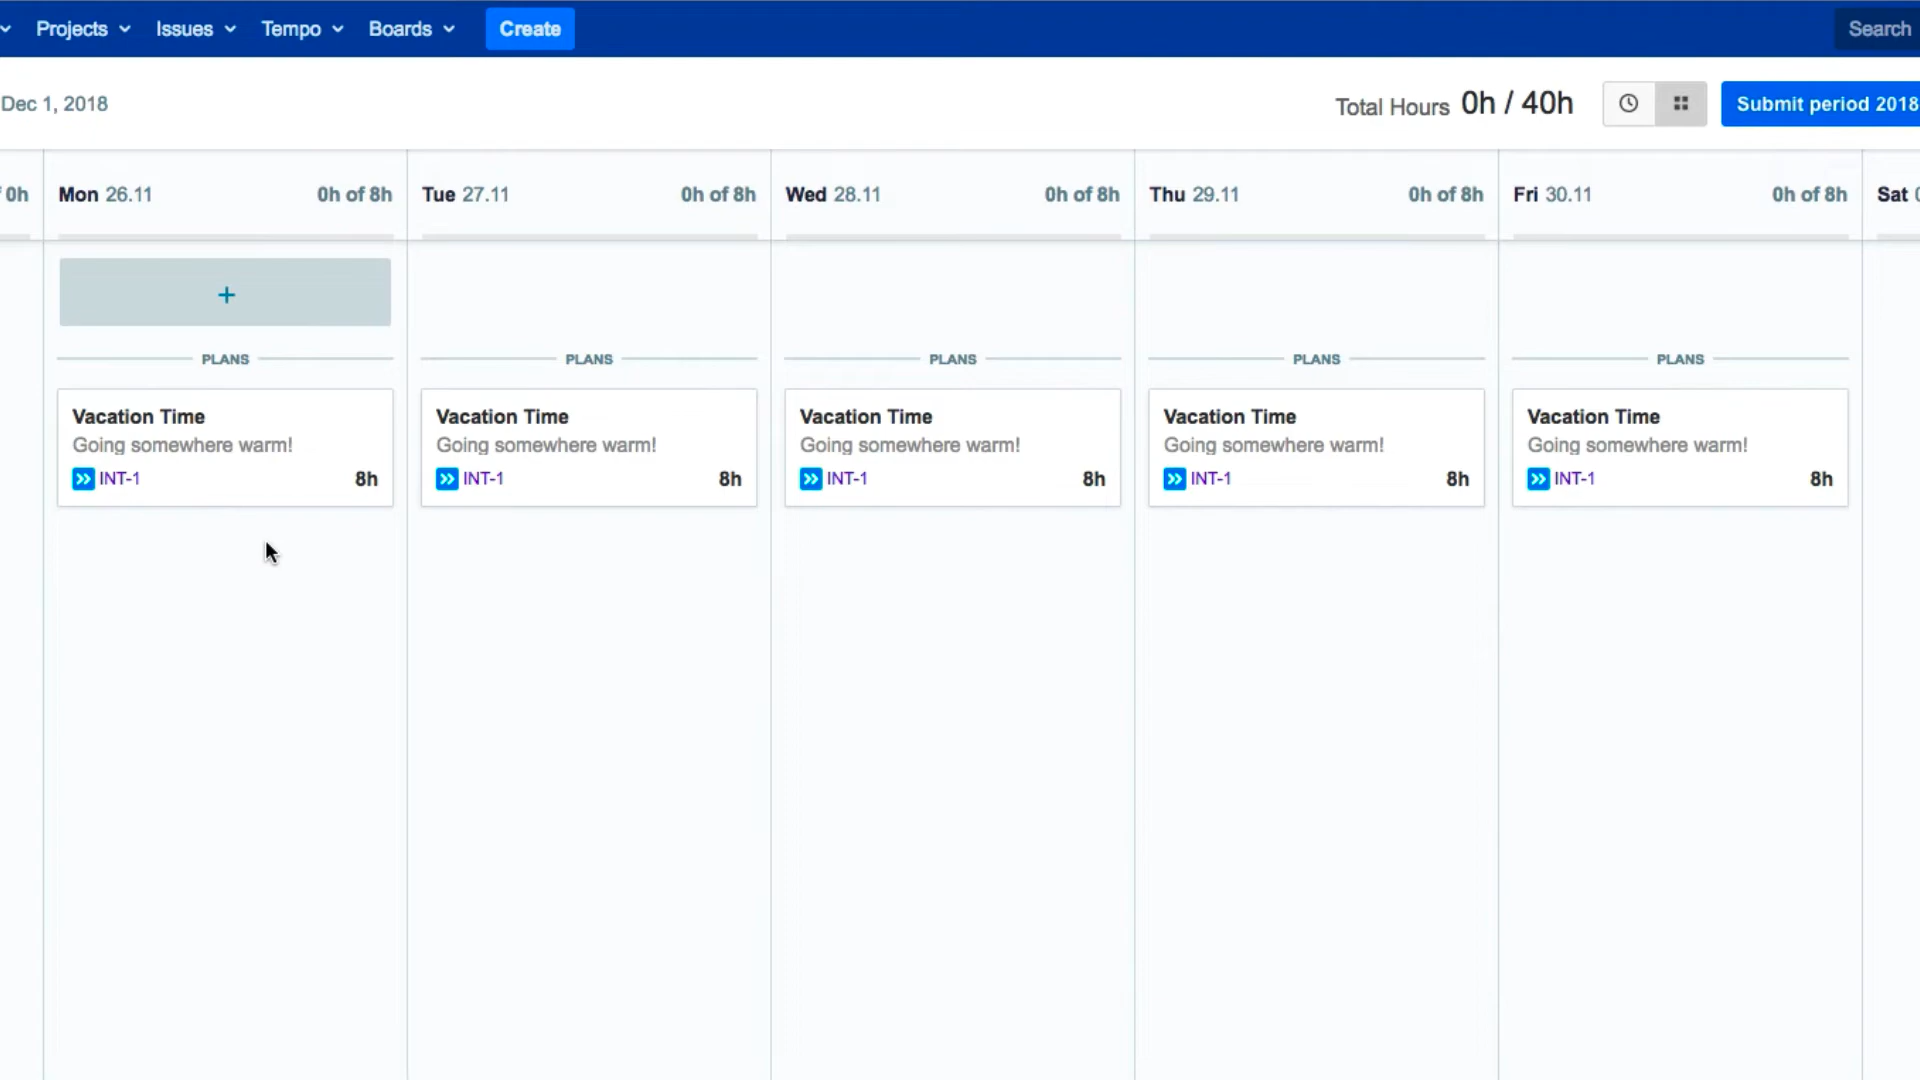 Projects Issues Tempo Boards Create Search
Dec 1, 2018 Total Hours 0h / 40h Submit period 2018
0h Mon 26.11 0h of 8h Tue 27.11 0h of 8h Wed 28.11 0h of 8h Thu 29.11 0h of 8h Fri 30.11 0h of 8h Sat
+
PLANS PLANS PLANS PLANS PLANS
Vacation Time Vacation Time Vacation Time Vacation Time Vacation Time
Going somewhere warm! Going somewhere warm! Going somewhere warm! Going somewhere warm! Going somewhere warm!
INT-1 8h INT-1 8h INT-1 8h INT-1 8h INT-1 8h